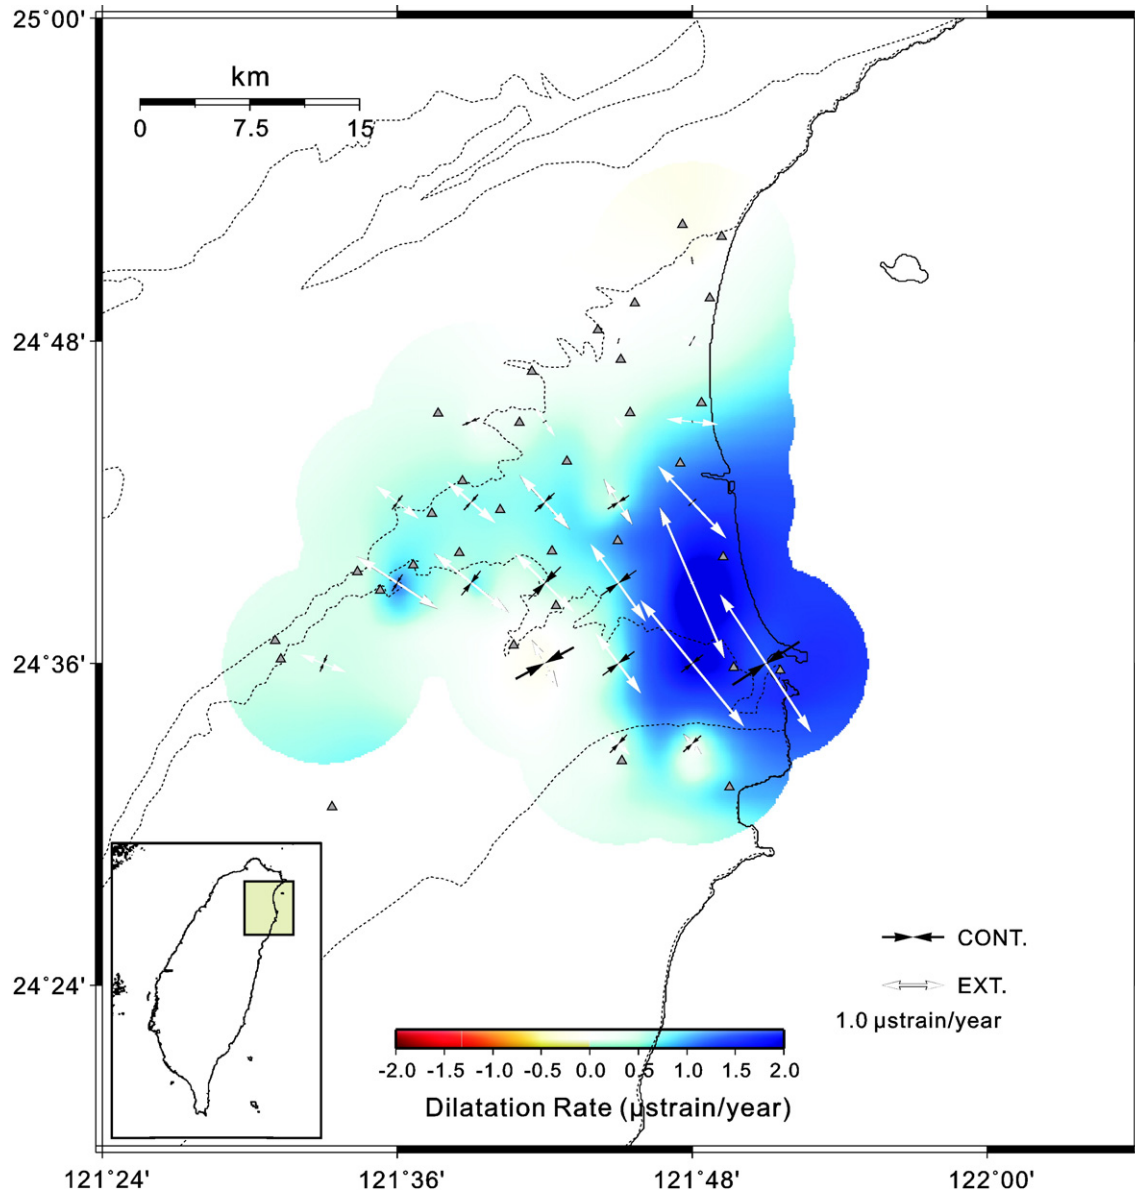 25°00'
km
0 7.5 15
24°48'
24°36'
24°24'
CONT.
EXT.
1.0 µstrain/year
-2.0 -1.5 -1.0 -0.5 0.0 0.5 1.0 1.5 2.0
Dilatation Rate (µstrain/year)
121°24' 121°36' 121°48' 122°00'